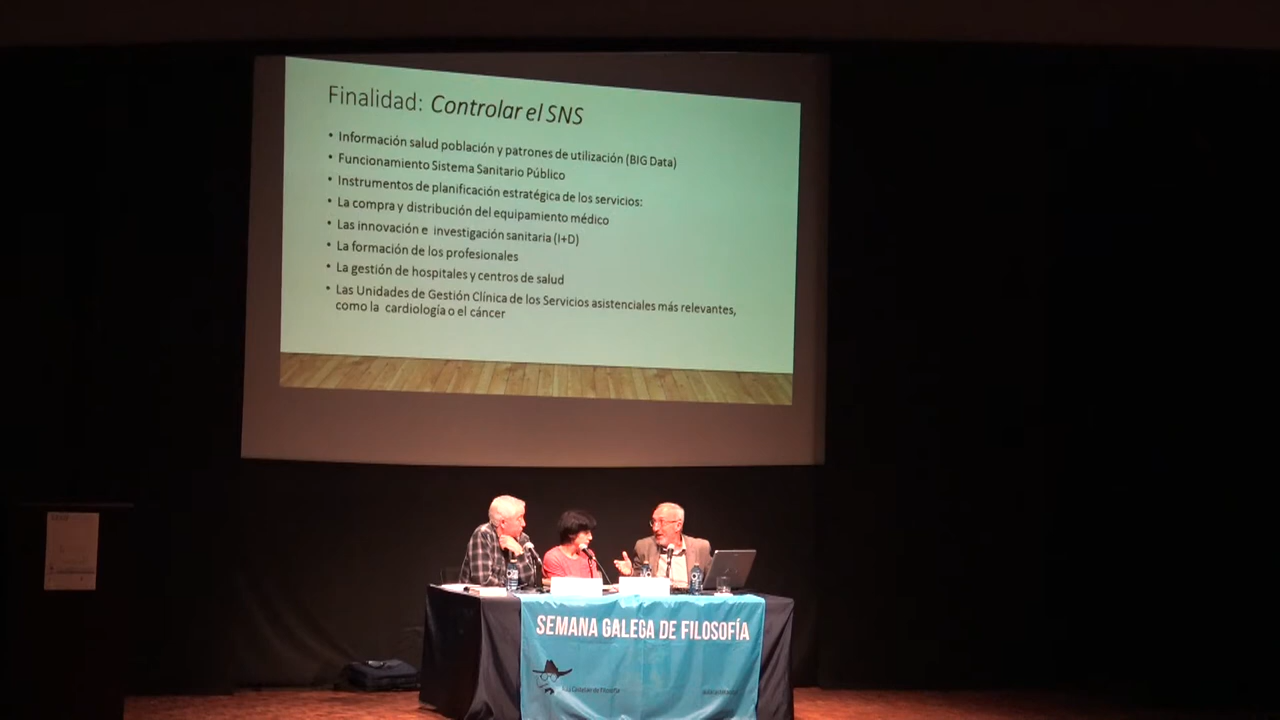 Finalidad: Controlar el SNS
• Información salud población y patrones de utilización (BIG Data)
• Funcionamiento Sistema Sanitario Público
• Instrumentos de planificación estratégica de los servicios:
• La compra y distribución del equipamiento médico
• Las innovación e investigación sanitaria (I+D)
• La formación de los profesionales
• La gestión de hospitales y centros de salud
• Las Unidades de Gestión Clínica de los Servicios asistenciales más relevantes,
como la cardiología o el cáncer
SEMANA GALEGA DE FILOSOFÍA
de Filosofía